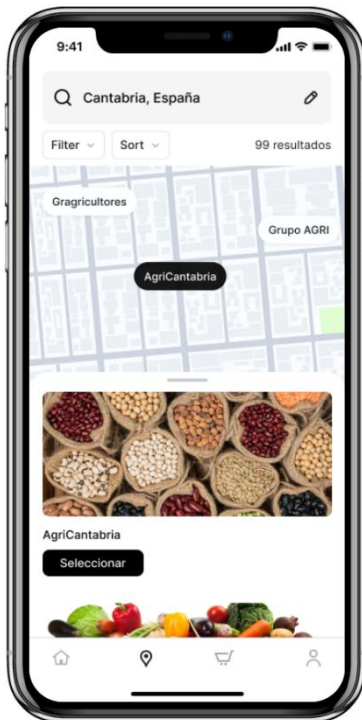 9:41
Cantabria, España
Filter Sort 99 resultados
Gragricultores
Grupo AGRI
AgriCantabria
AgriCantabria
Seleccionar